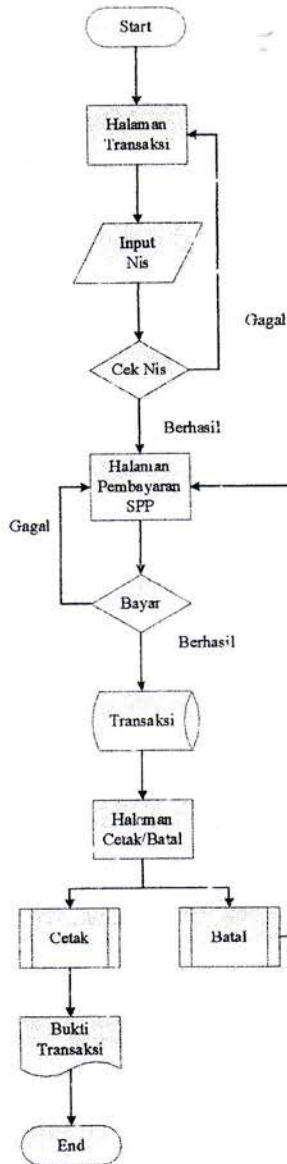 Start
Halaman
Transaksi
Input
Nis
Gagal
Cek Nis
Berhasil
Halaman
Pembayaran
SPP
Gagal
Bayar
Berhasil
Transaksi
Halaman
Cetak/Batal
Cetak
Batal
Bukti
Transaksi
End